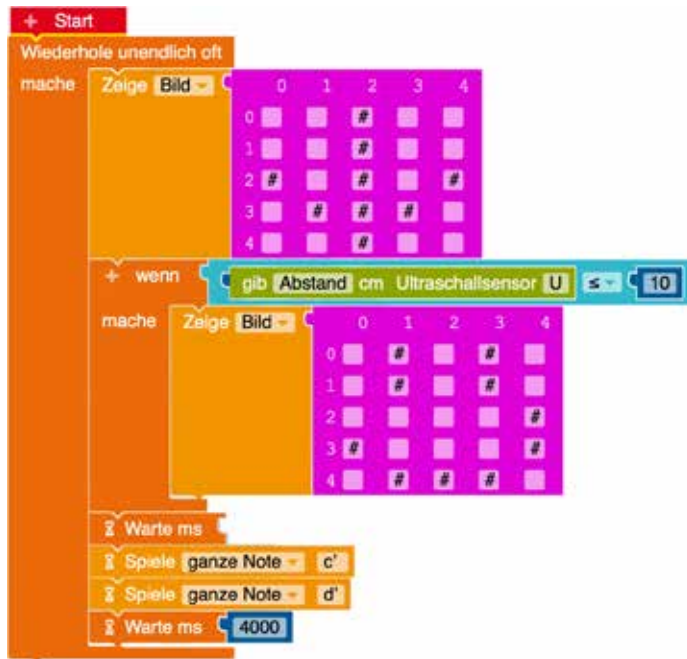 + Start
Wiederhole unendlich oft
mache Zeige Bild 0 1 2 3 4
0 #
1 #
2 # # #
3 # # #
4 #
+ wenn gib Abstand cm Ultraschallsensor U ≤ 10
mache Zeige Bild 0 1 2 3 4
0 # #
1 # #
2 #
3 # #
4 # # #
Warte ms
Spiele ganze Note c'
Spiele ganze Note d'
Warte ms 4000